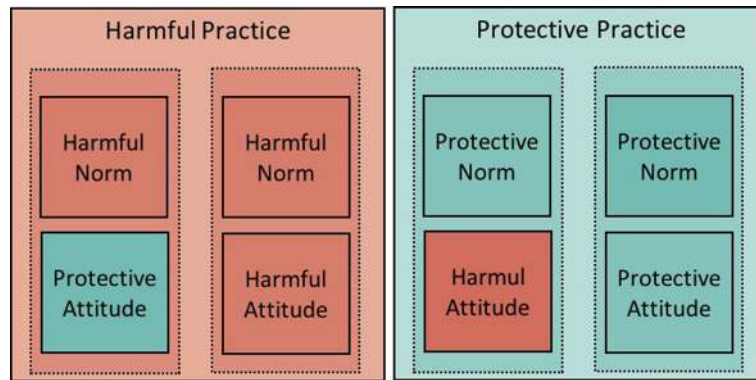 Harmful Practice
Harmful
Norm
Harmful
Norm
Protective
Attitude
Harmful
Attitude
Protective Practice
Protective
Norm
Protective
Norm
Harmul
Attitude
Protective
Attitude